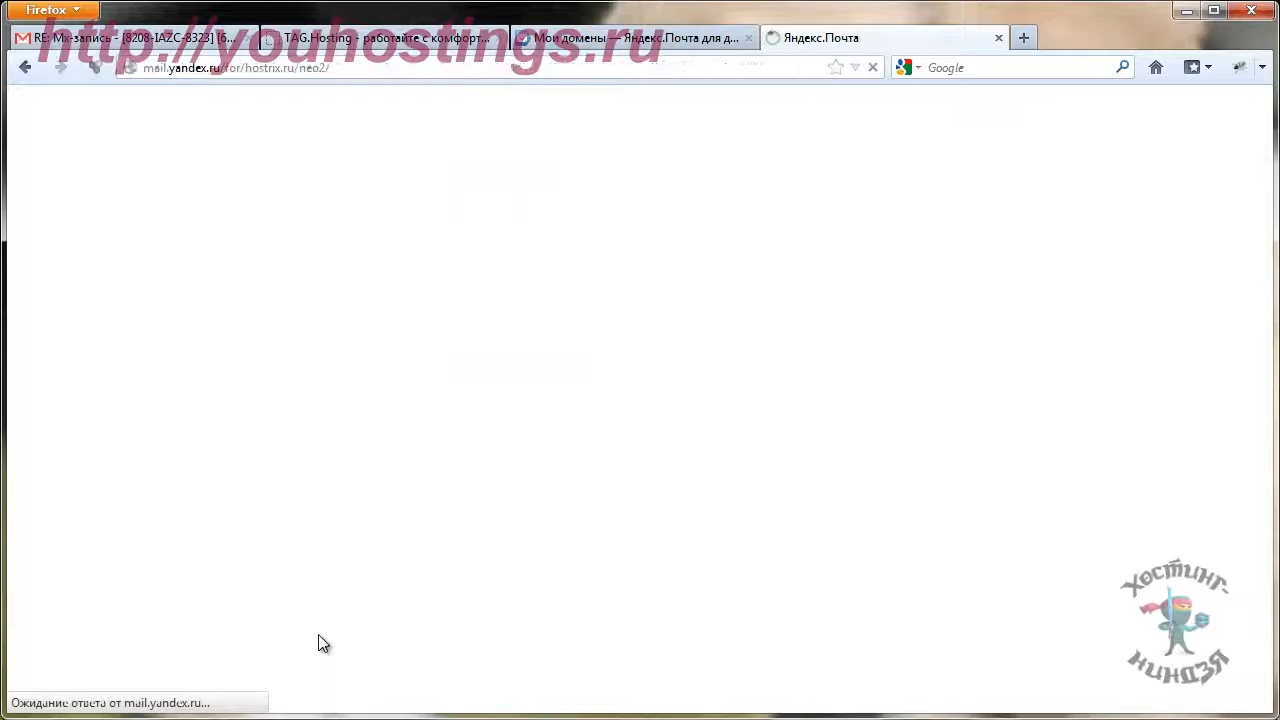 Firefox
http://youhostings.ru
RE: Mx-запись - [8208-IAZC-8323] [6...
TAG.Hosting - работайте с комфорт...
Мои домены — Яндекс.Почта для д...
Яндекс.Почта
mail.yandex.ru/for/hostrix.ru/neo2/
Google
ХОСТИНГ-
НИНДЗЯ
Ожидание ответа от mail.yandex.ru...